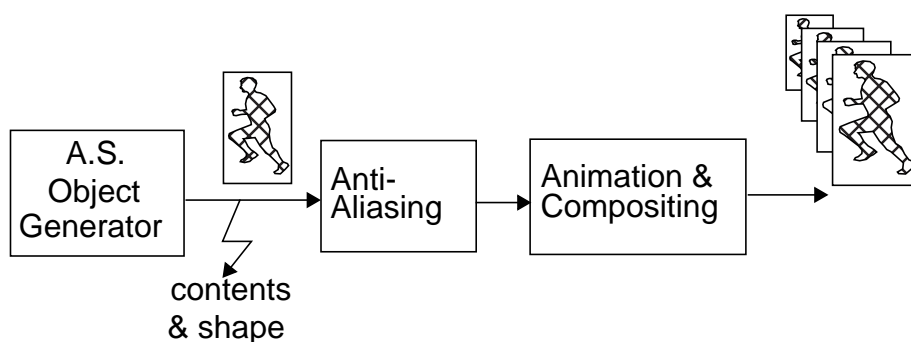 A.S.
Object
Generator
contents
& shape
Anti-
Aliasing
Animation &
Compositing